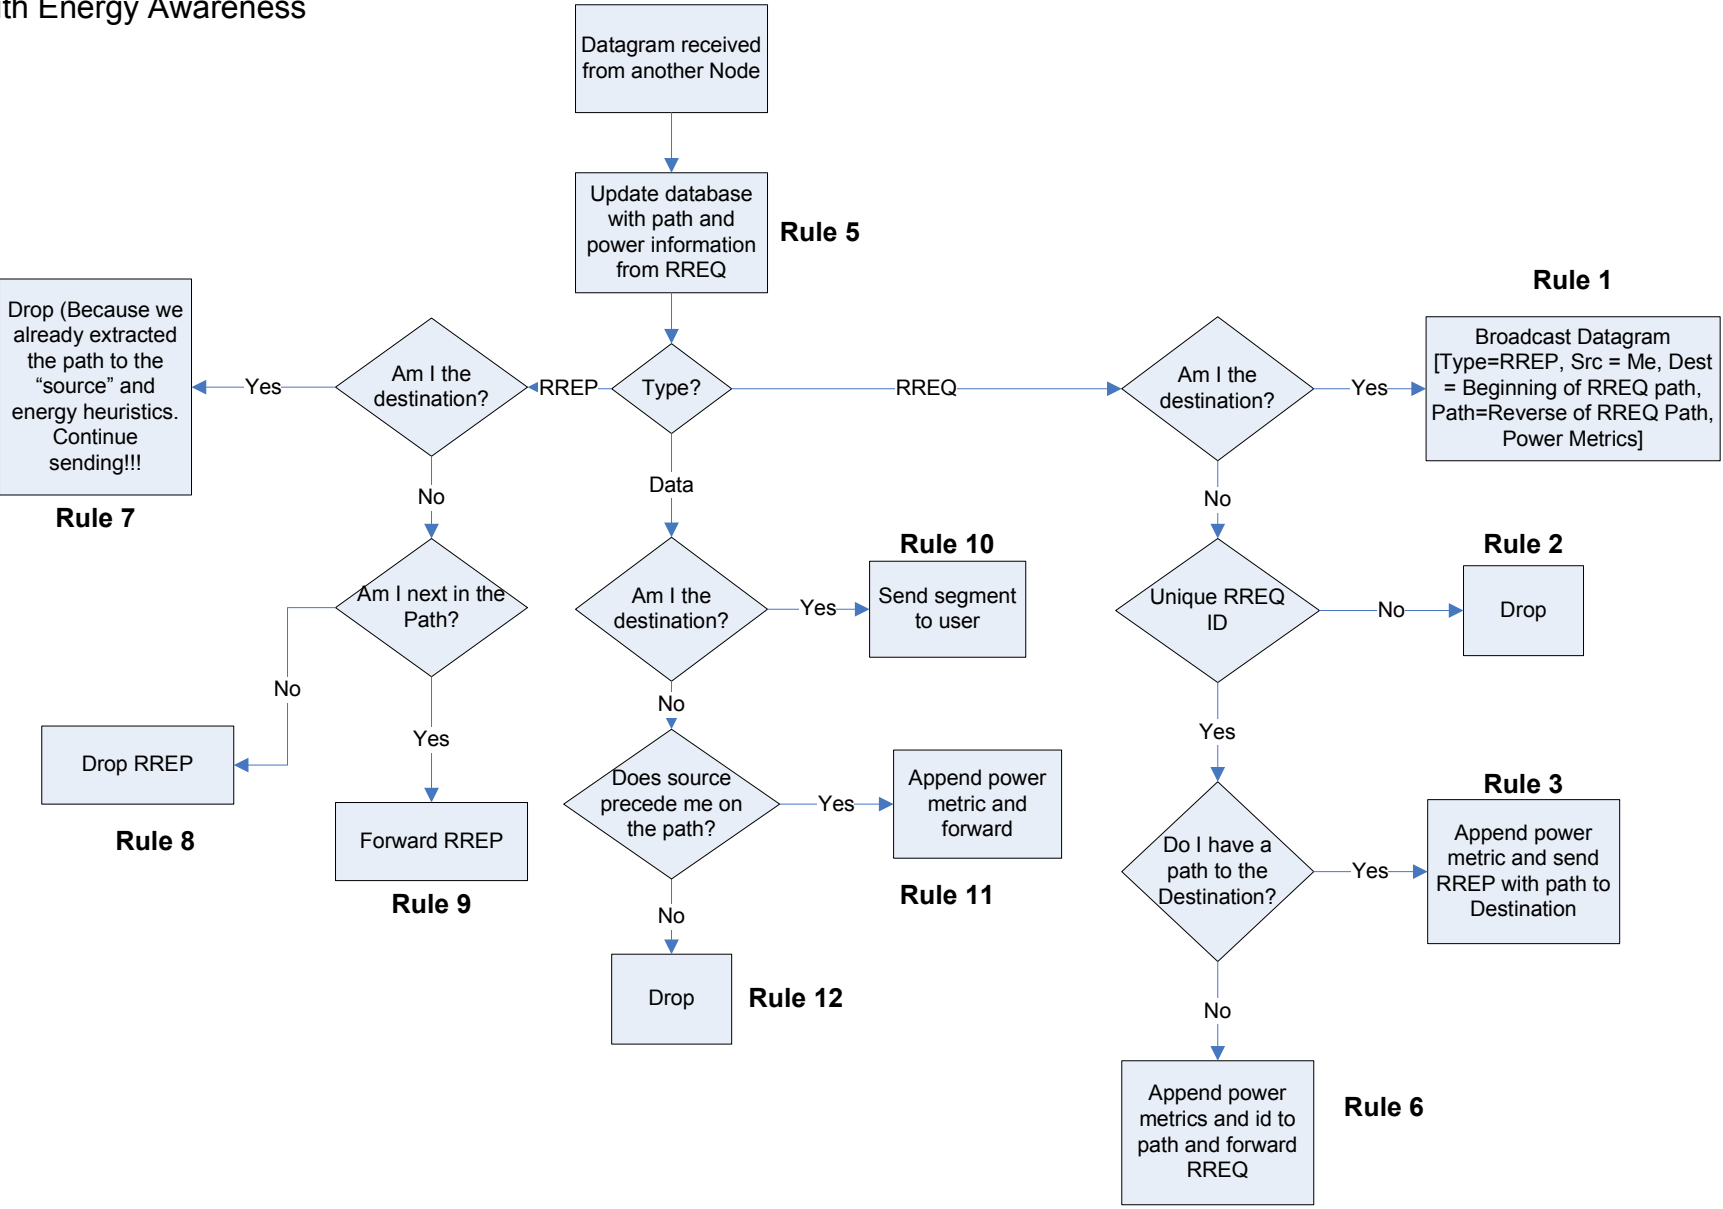 Energy Awareness
Datagram received
from another Node
Update database
with path and
power information
from RREQ
Rule 5
Rule 1
Drop (Because we
already extracted
the path to the
“source” and
energy heuristics.
Continue
sending!!!
Rule 7
Yes
Am I the
destination?
RREP
Type?
RREQ
Am I the
destination?
Yes
Broadcast Datagram
[Type=RREP, Src = Me, Dest
= Beginning of RREQ path,
Path=Reverse of RREQ Path,
Power Metrics]
No
Data
No
Am I next in the
Path?
Am I the
destination?
Yes
Rule 10
Send segment
to user
Unique RREQ
ID
No
Rule 2
Drop
No
Yes
No
Yes
Drop RREP
Rule 8
Forward RREP
Rule 9
Does source
precede me on
the path?
Yes
Append power
metric and
forward
Rule 11
Do I have a
path to the
Destination?
Yes
Rule 3
Append power
metric and send
RREP with path to
Destination
No
Drop
Rule 12
No
Append power
metrics and id to
path and forward
RREQ
Rule 6